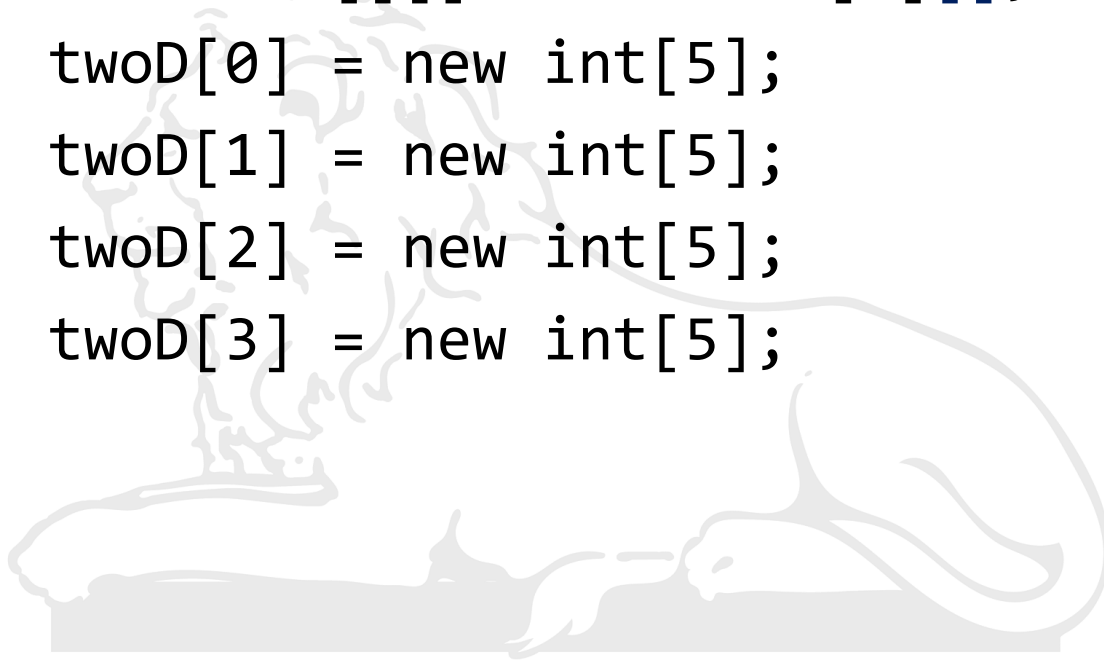 twoD[0] = new int[5];
twoD[1] = new int[5];
twoD[2] = new int[5];
twoD[3] = new int[5];